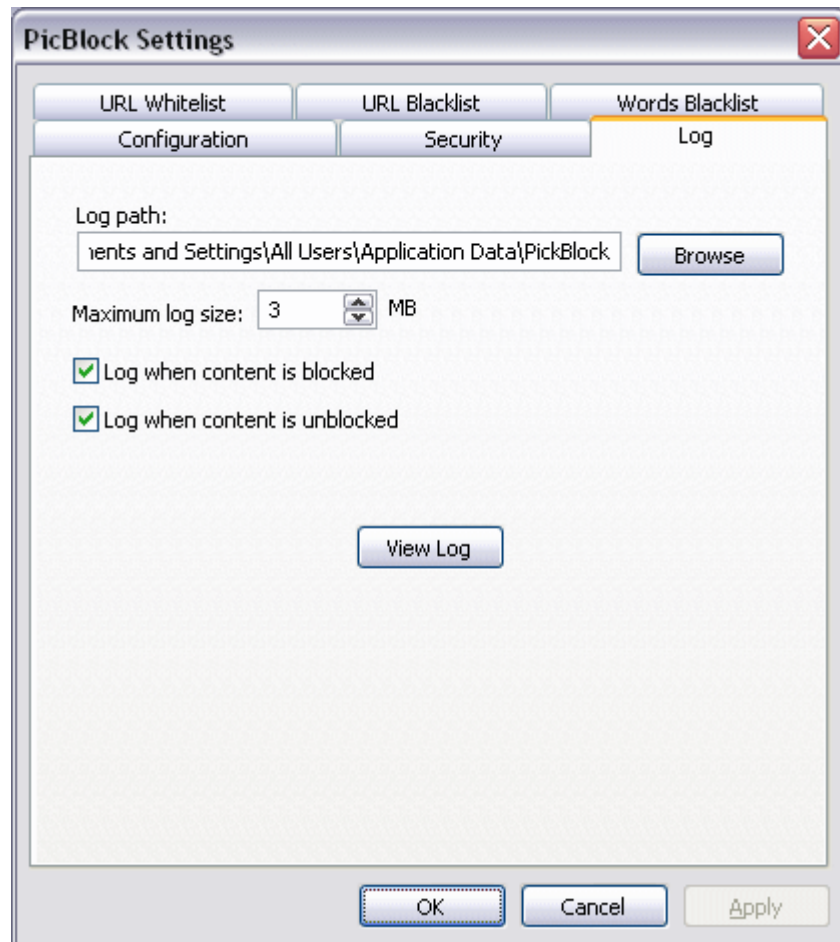 PicBlock Settings
URL Whitelist URL Blacklist Words Blacklist
Configuration Security Log
Log path:
and Settings\All Users\Application Data\PickBlock Browse
Maximum log size: 3 MB
Log when content is blocked
Log when content is unblocked
View Log
OK Cancel Apply